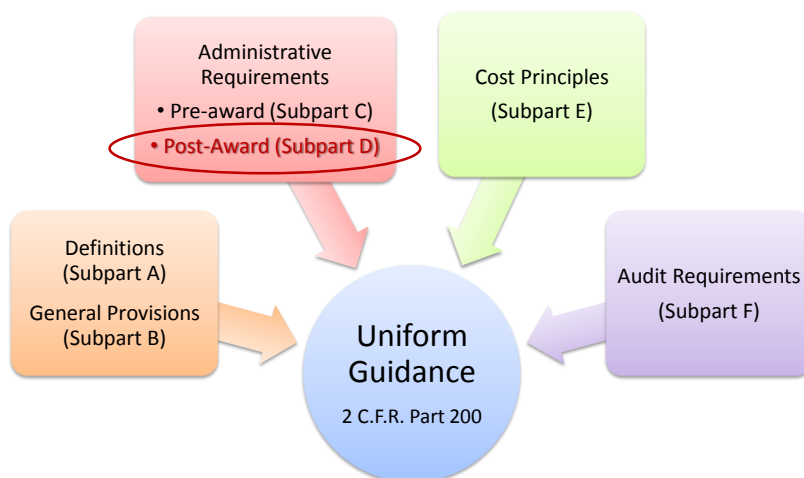 Administrative
Requirements
• Pre-award (Subpart C)
• Post-Award (Subpart D)
Cost Principles
(Subpart E)
Definitions
(Subpart A)
General Provisions
(Subpart B)
Audit Requirements
(Subpart F)
Uniform
Guidance
2 C.F.R. Part 200